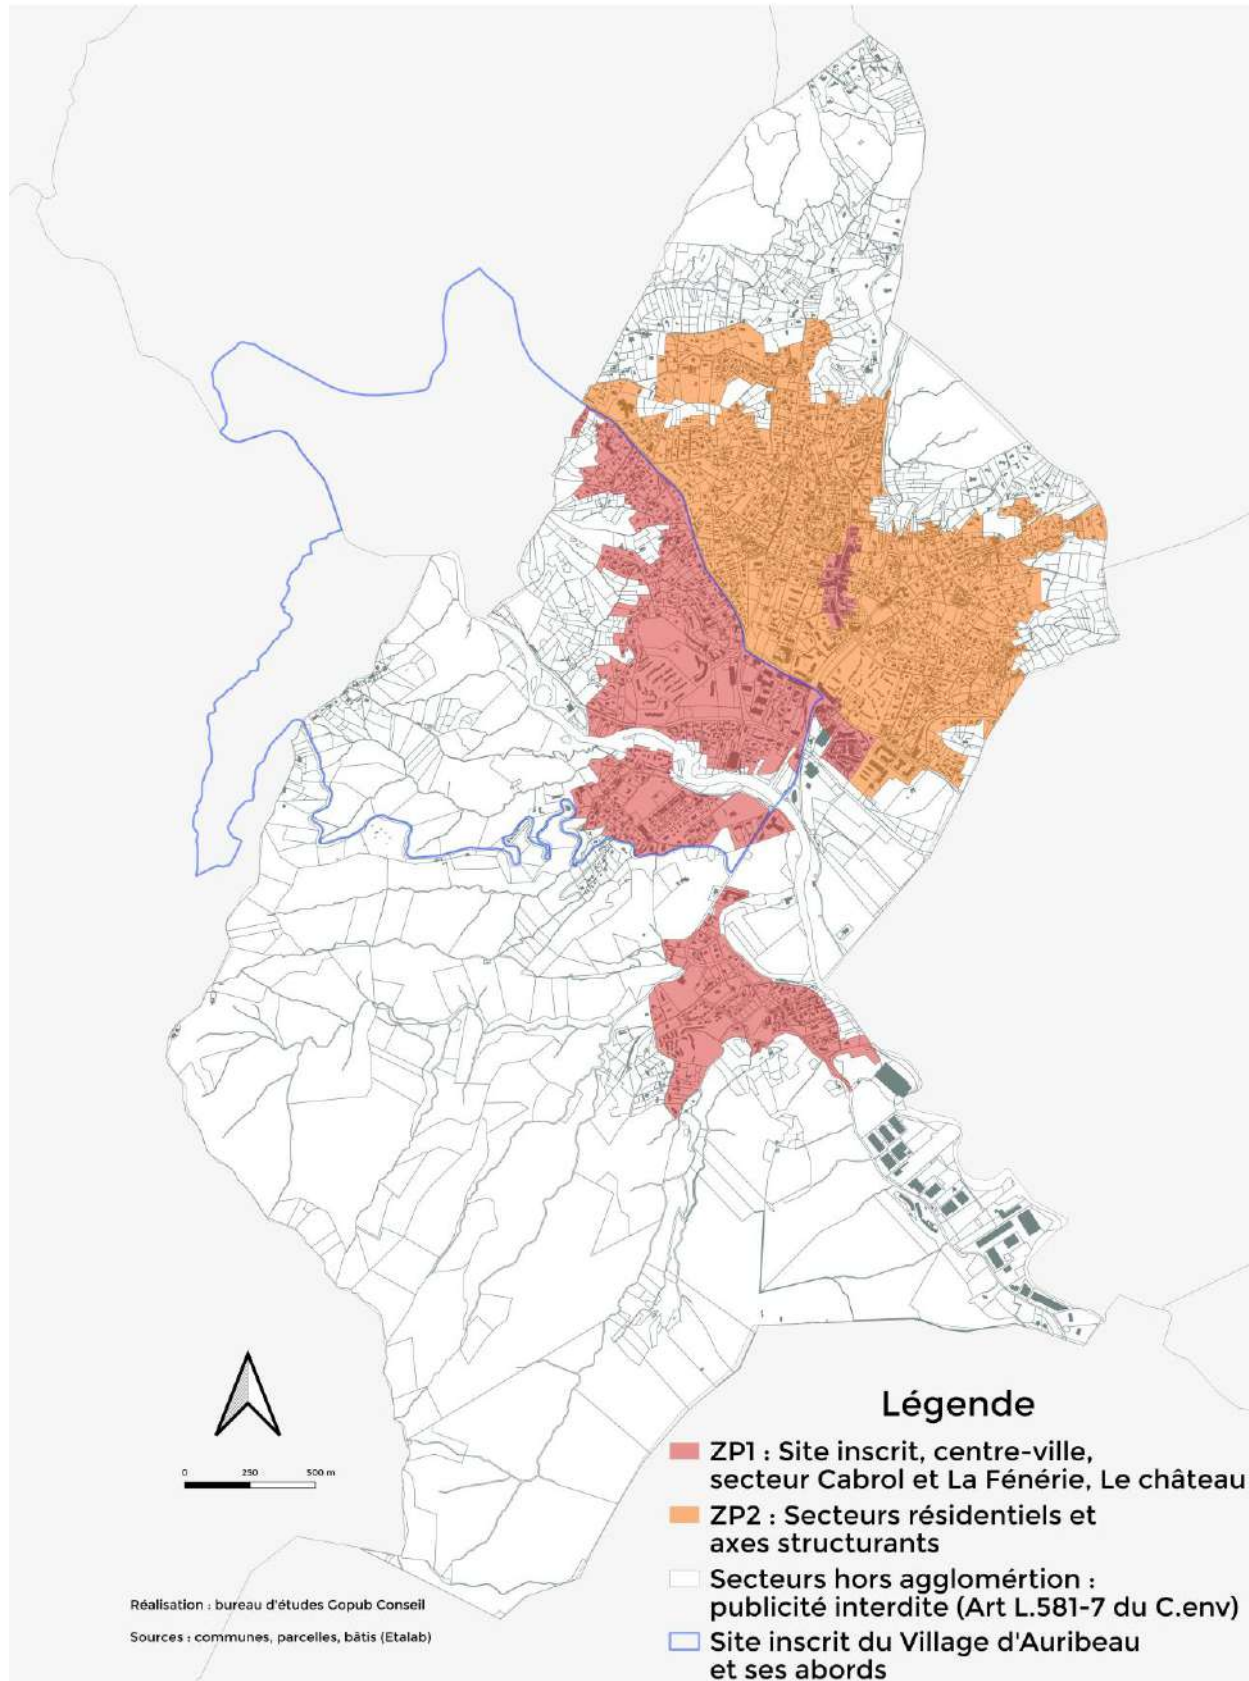 0 250 500 m
Légende
ZP1 : Site inscrit, centre-ville,
secteur Cabrol et La Fénérie, Le château
ZP2 : Secteurs résidentiels et
axes structurants
Secteurs hors agglomértion :
publicité interdite (Art L.581-7 du C.env)
Site inscrit du Village d'Auribeau
et ses abords
Réalisation : bureau d'études Gopub Conseil
Sources : communes, parcelles, bâtis (Etalab)